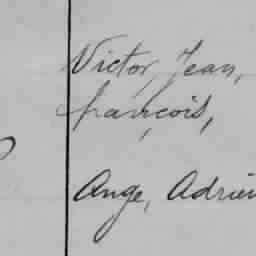 Victor, Jean,
françois,
Ange, Adrien